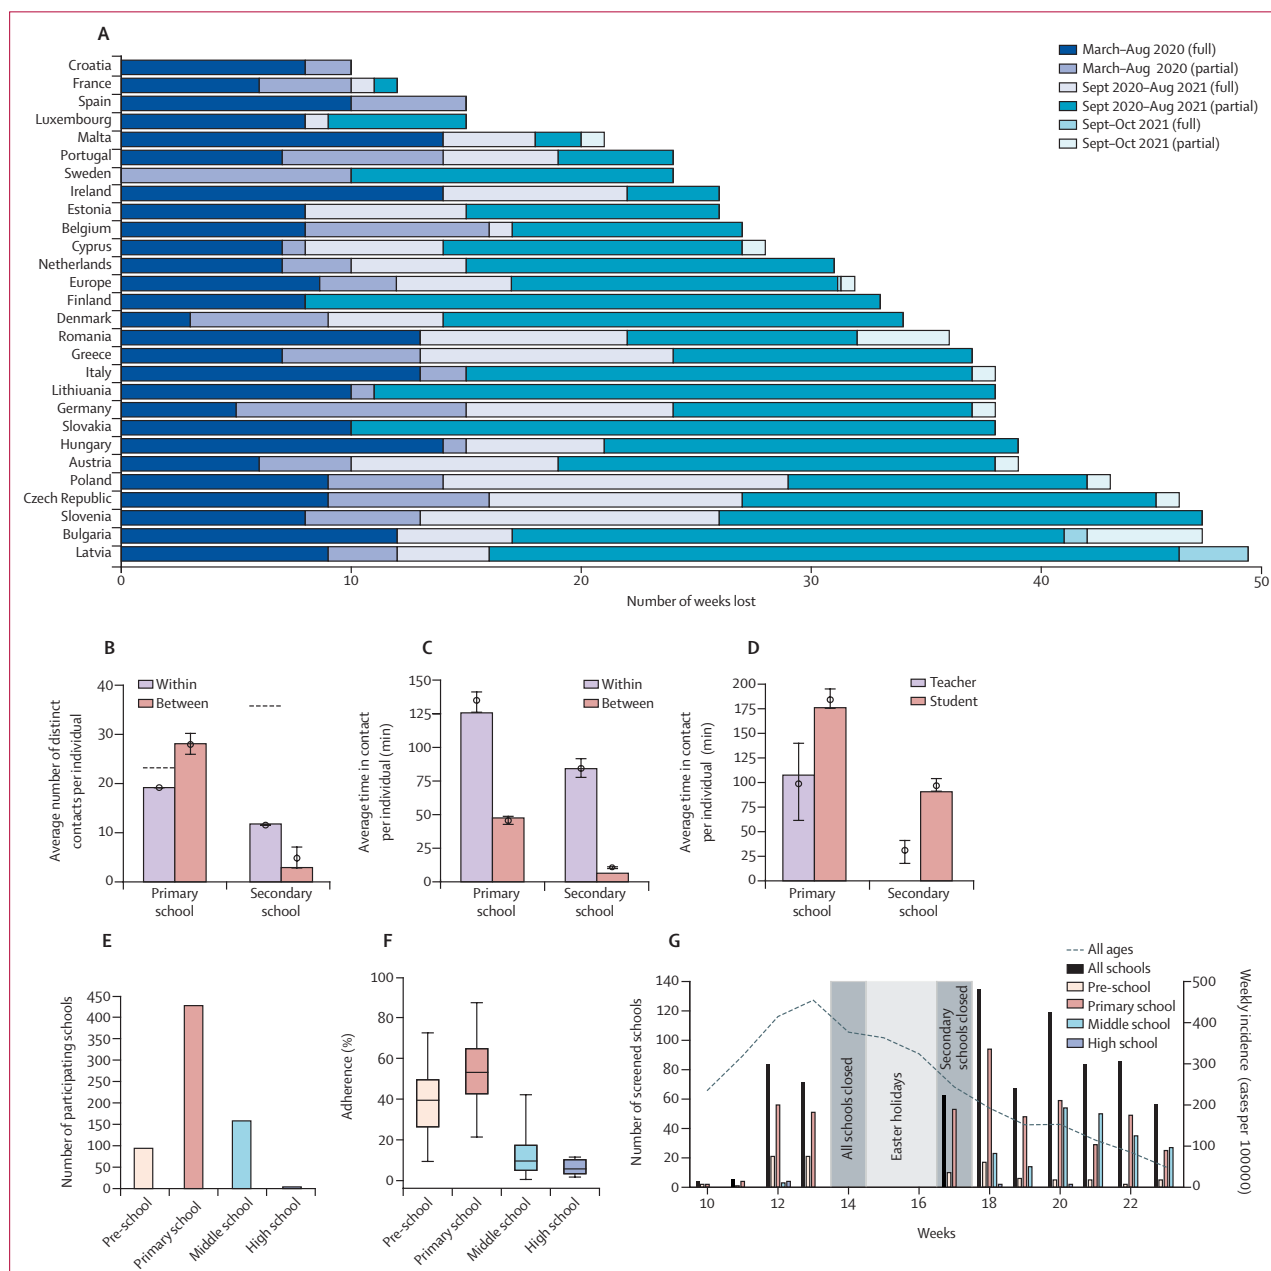 A
March–Aug 2020 (full)
March–Aug 2020 (partial)
Sept 2020–Aug 2021 (full)
Sept 2020–Aug 2021 (partial)
Sept–Oct 2021 (full)
Sept–Oct 2021 (partial)
Croatia
France
Spain
Luxembourg
Malta
Portugal
Sweden
Ireland
Estonia
Belgium
Cyprus
Netherlands
Europe
Finland
Denmark
Romania
Greece
Italy
Lithiuania
Germany
Slovakia
Hungary
Austria
Poland
Czech Republic
Slovenia
Bulgaria
Latvia
0 10 20 30 40 50
Number of weeks lost
B
Within
Between
Average number of distinct
contacts per individual
40
30
20
10
0
Primary
school
Secondary
school
C
Within
Between
Average time in contact
per individual (min)
150
125
100
75
50
25
0
Primary
school
Secondary
school
D
Teacher
Student
Average time in contact
per individual (min)
200
175
150
125
100
75
50
25
0
Primary
school
Secondary
school
E
Number of participating schools
450
400
350
300
250
200
150
100
50
0
Pre-school
Primary school
Middle school
High school
F
Adherence (%)
100
80
60
40
20
0
Pre-school
Primary school
Middle school
High school
G
All ages
All schools
Pre-school
Primary school
Middle school
High school
Number of screened schools
140
120
100
80
60
40
20
0
All schools closed
Easter holidays
Secondary
schools closed
500
400
300
200
100
0
Weekly incidence (cases per 100 000)
10 12 14 16 18 20 22
Weeks